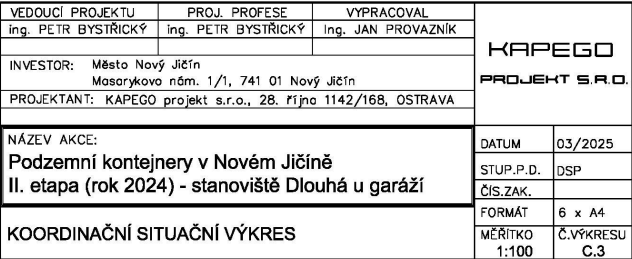 VEDOUCÍ PROJEKTU PROJ. PROFESE VYPRACOVAL
ing. PETR BYSTŘICKÝ ing. PETR BYSTŘICKÝ Ing. JAN PROVAZNÍK
KAPEGO
PROJEKT S.R.O.
INVESTOR: Město Nový Jičín
Masarykovo nám. 1/1, 741 01 Nový Jičín
PROJEKTANT: KAPEGO projekt s.r.o., 28. října 1142/168, OSTRAVA
NÁZEV AKCE:
Podzemní kontejnery v Novém Jičíně
II. etapa (rok 2024) - stanoviště Dlouhá u garáží
KOORDINAČNÍ SITUAČNÍ VÝKRES
DATUM 03/2025
STUP.P.D. DSP
ČÍS.ZAK.
FORMÁT 6 x A4
MĚŘÍTKO Č.VÝKRESU
1:100 C.3